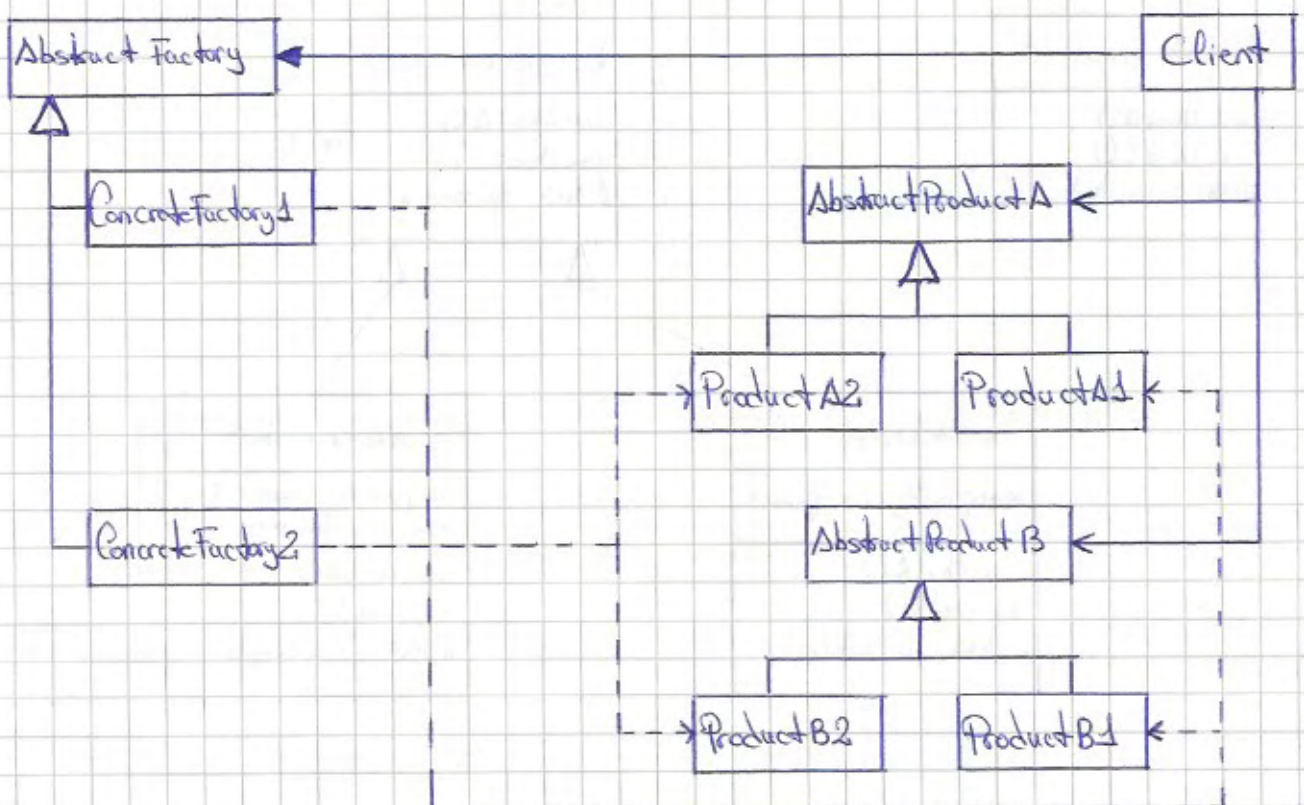 Abstract Factory
Client
ConcreteFactory1
AbstractProductA
ProductA2
ProductA1
ConcreteFactory2
AbstractProductB
ProductB2
ProductB1